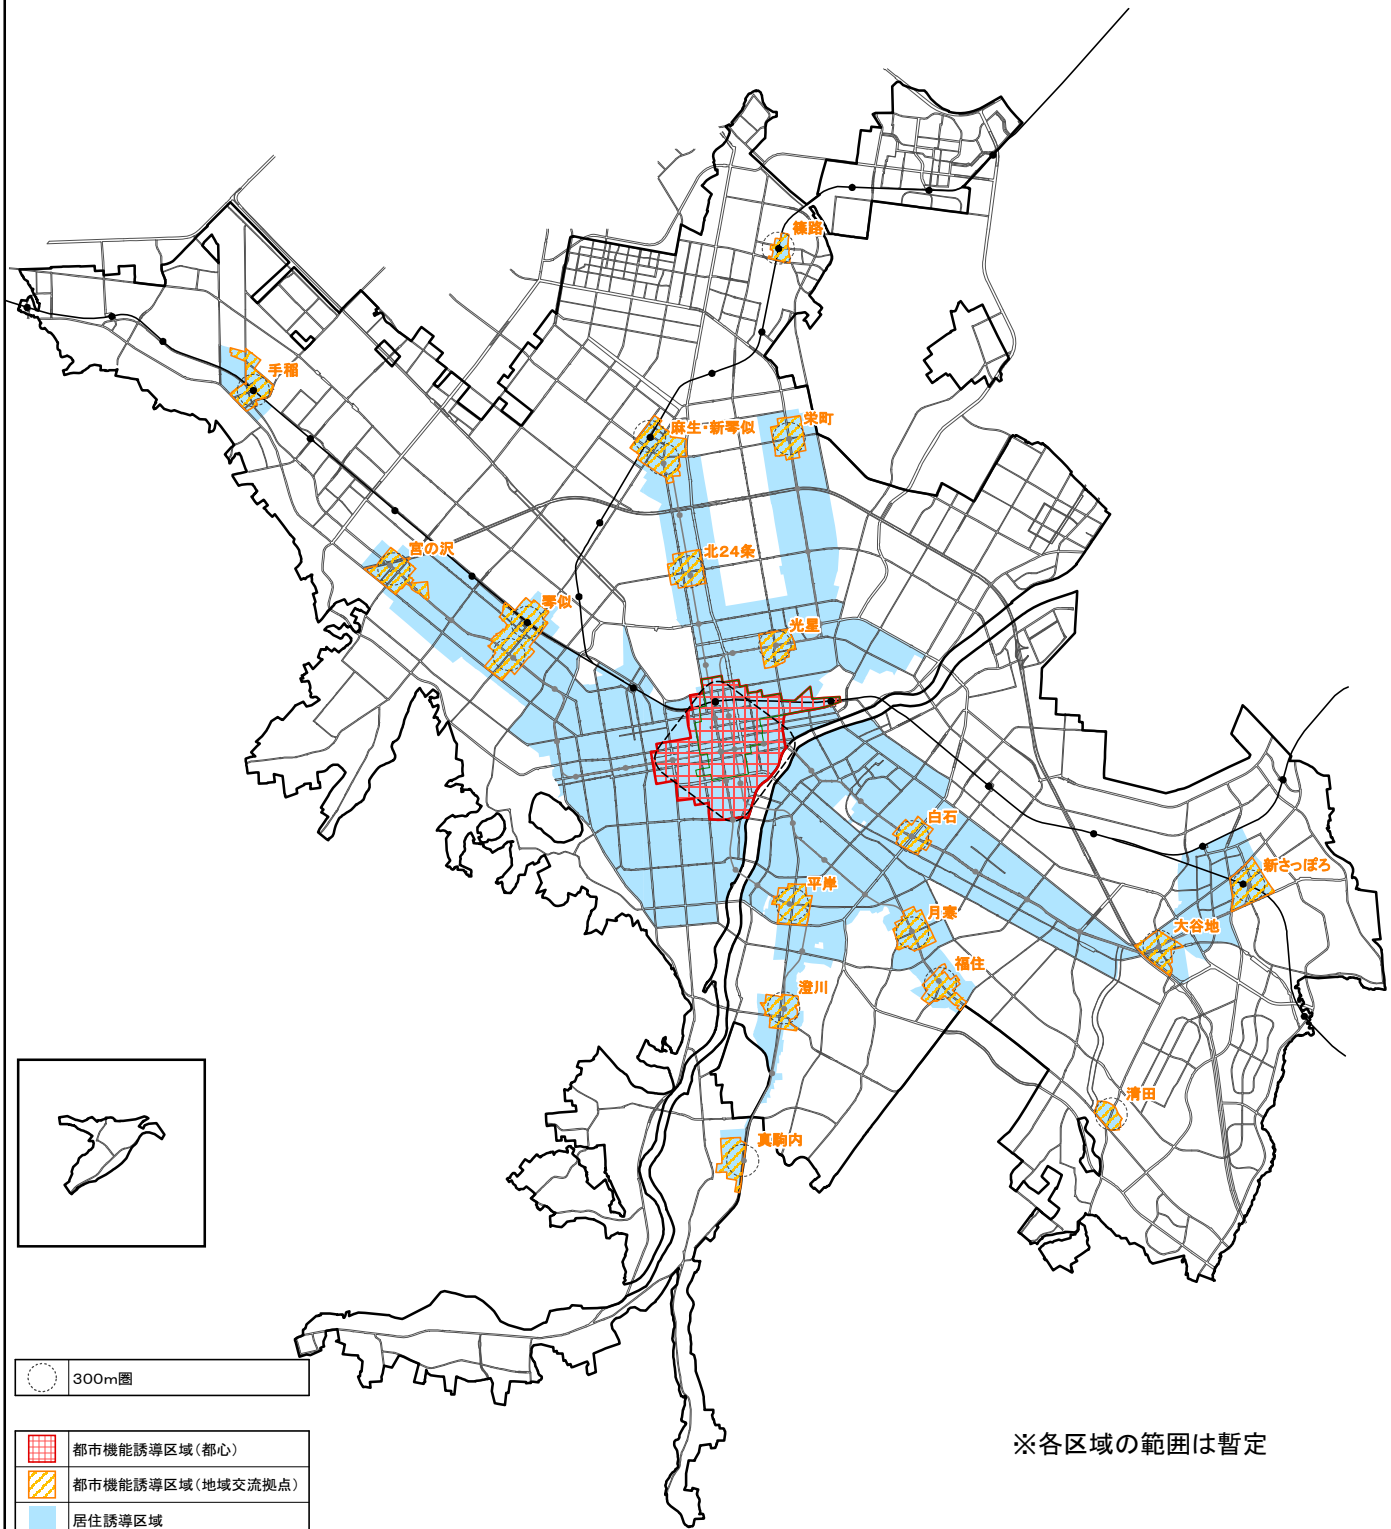 篠路
手稲
麻生・新琴似
栄町
宮の沢
北24条
琴似
光星
白石
新さっぽろ
平岸
月寒
大谷地
福住
澄川
清田
真駒内
300m圏
都市機能誘導区域(都心)
都市機能誘導区域(地域交流拠点)
居住誘導区域
※各区域の範囲は暫定